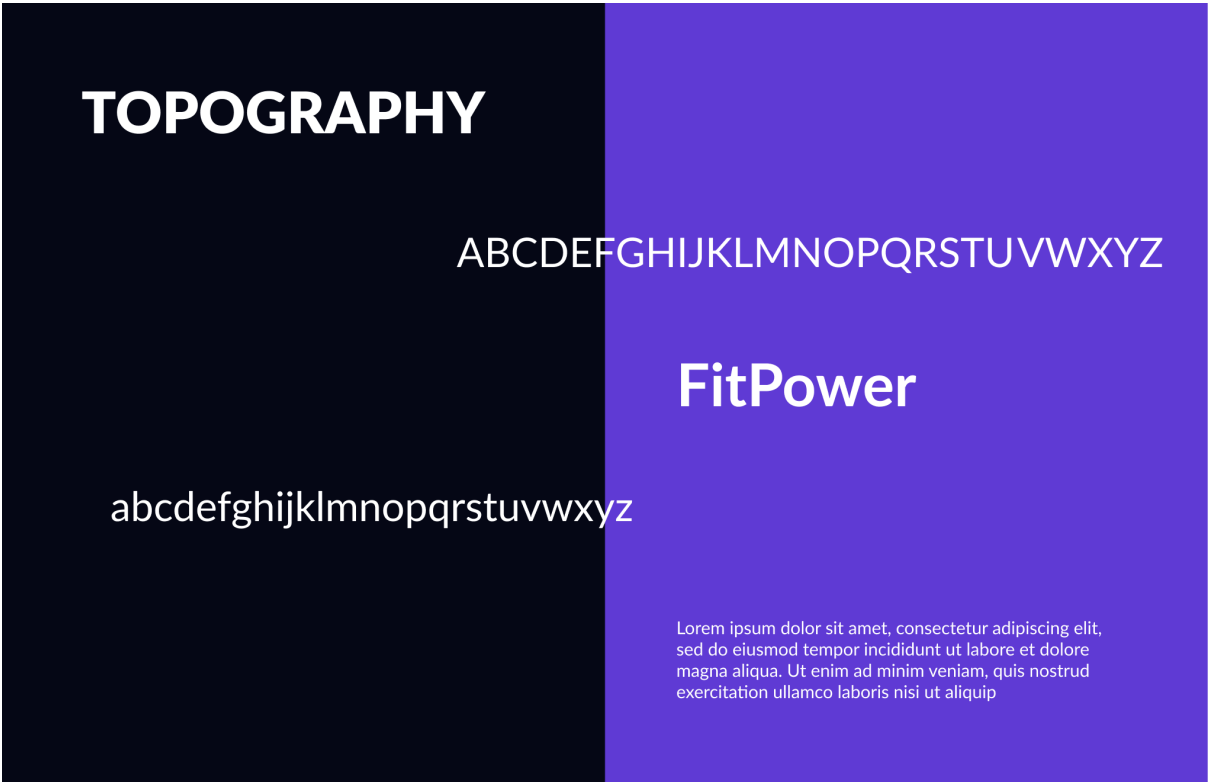 TOPOGRAPHY
ABCDEFGHIJKLMNOPQRSTUVWXYZ
FitPower
abcdefghijklmnopqrstuvwxyz
Lorem ipsum dolor sit amet, consectetur adipiscing elit,
sed do eiusmod tempor incididunt ut labore et dolore
magna aliqua. Ut enim ad minim veniam, quis nostrud
exercitation ullamco laboris nisi ut aliquip